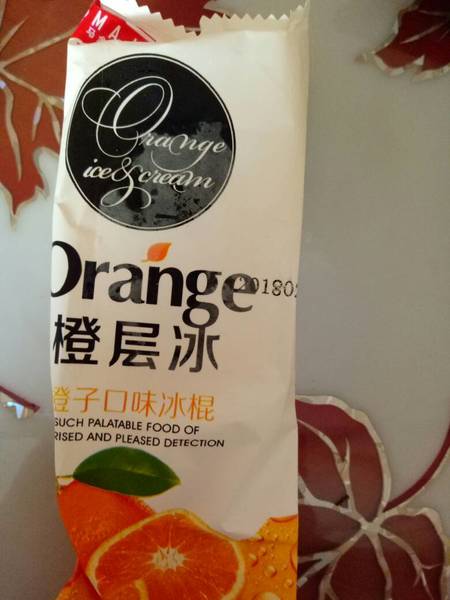 MA
Orange
ice&cream
Orange
201802
橙层冰
橙子口味冰棍
SUCH PALATABLE FOOD OF
RISED AND PLEASED DETECTION